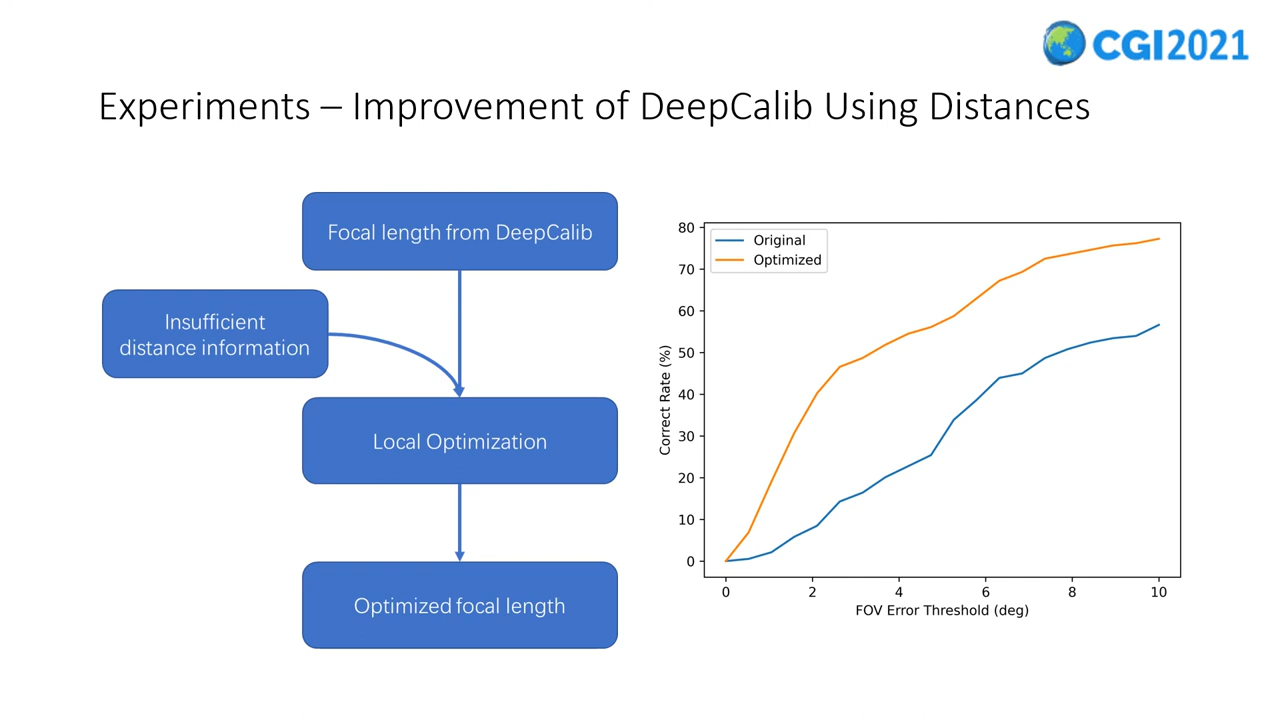 CGI2021
Experiments – Improvement of DeepCalib Using Distances
Focal length from DeepCalib
Insufficient
distance information
Local Optimization
Optimized focal length
Original
Optimized
80
70
60
50
40
30
20
10
0
Correct Rate (%)
0 2 4 6 8 10
FOV Error Threshold (deg)